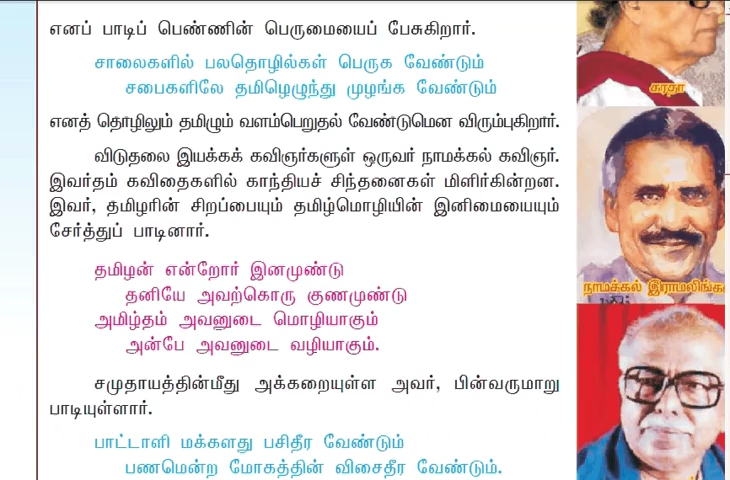 எனப் பாடிப் பெண்ணின் பெருமையைப் பேசுகிறார்.
சாலைகளில் பலதொழில்கள் பெருக வேண்டும்
சபைகளிலே தமிழெழுந்து முழங்க வேண்டும்
எனத் தொழிலும் தமிழும் வளம்பெறுதல் வேண்டுமென விரும்புகிறார்.
விடுதலை இயக்கக் கவிஞர்களுள் ஒருவர் நாமக்கல் கவிஞர்.
இவர்தம் கவிதைகளில் காந்தியச் சிந்தனைகள் மிளிர்கின்றன.
இவர், தமிழரின் சிறப்பையும் தமிழ்மொழியின் இனிமையையும்
சேர்த்துப் பாடினார்.
தமிழன் என்றோர் இனமுண்டு
தனியே அவற்கொரு குணமுண்டு
அமிழ்தம் அவனுடை மொழியாகும்
அன்பே அவனுடை வழியாகும்.
சமுதாயத்தின்மீது அக்கறையுள்ள அவர், பின்வருமாறு
பாடியுள்ளார்.
பாட்டாளி மக்களது பசிதீர வேண்டும்
பணமென்ற மோகத்தின் விசைதீர வேண்டும்.
சுரதா
நாமக்கல் இராமலிங்க